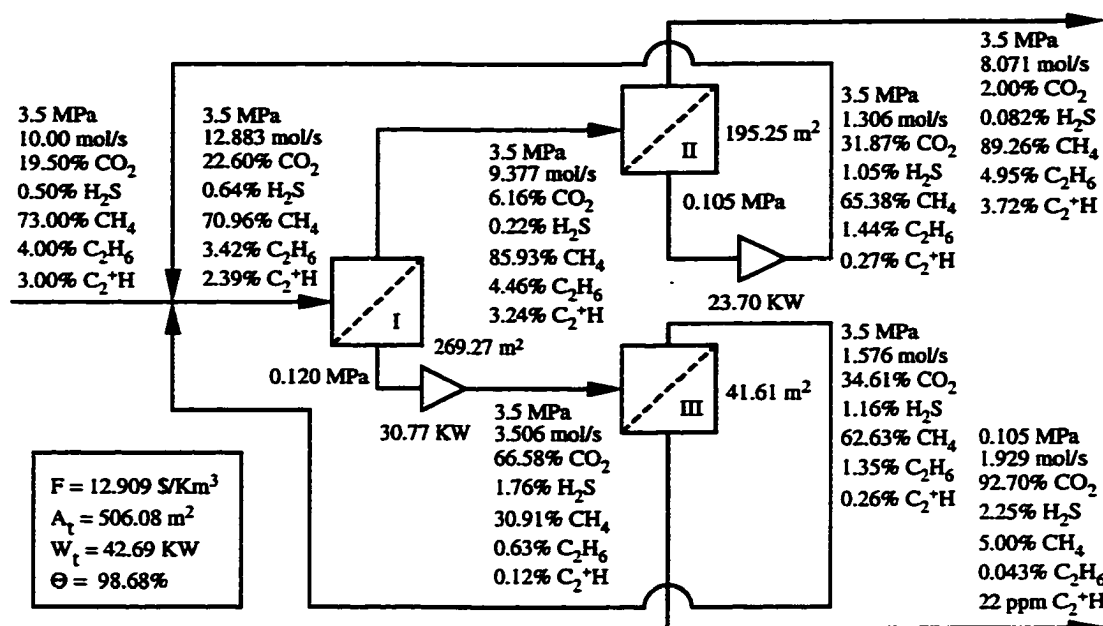 3.5 MPa
10.00 mol/s
19.50% CO2
0.50% H2S
73.00% CH4
4.00% C2H6
3.00% C2+H
3.5 MPa
12.883 mol/s
22.60% CO2
0.64% H2S
70.96% CH4
3.42% C2H6
2.39% C2+H
I
269.27 m2
0.120 MPa
30.77 KW
3.5 MPa
9.377 mol/s
6.16% CO2
0.22% H2S
85.93% CH4
4.46% C2H6
3.24% C2+H
II
195.25 m2
0.105 MPa
23.70 KW
3.5 MPa
1.306 mol/s
31.87% CO2
1.05% H2S
65.38% CH4
1.44% C2H6
0.27% C2+H
3.5 MPa
8.071 mol/s
2.00% CO2
0.082% H2S
89.26% CH4
4.95% C2H6
3.72% C2+H
3.5 MPa
3.506 mol/s
66.58% CO2
1.76% H2S
30.91% CH4
0.63% C2H6
0.12% C2+H
III
41.61 m2
3.5 MPa
1.576 mol/s
34.61% CO2
1.16% H2S
62.63% CH4
1.35% C2H6
0.26% C2+H
0.105 MPa
1.929 mol/s
92.70% CO2
2.25% H2S
5.00% CH4
0.043% C2H6
22 ppm C2+H
F = 12.909 $/Km3
At = 506.08 m2
Wt = 42.69 KW
Θ = 98.68%